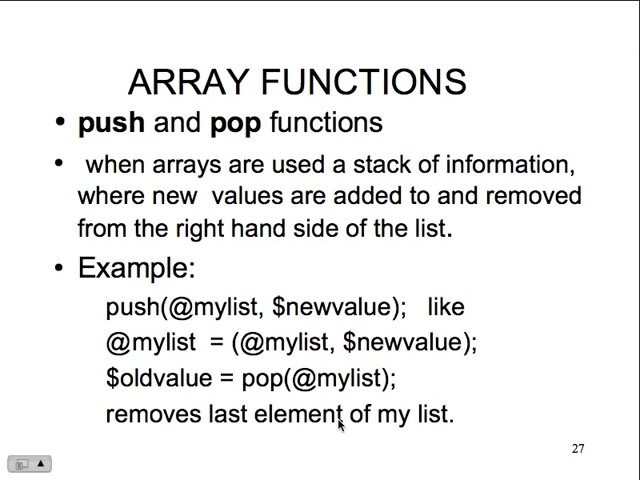 ARRAY FUNCTIONS
• push and pop functions
• when arrays are used a stack of information,
where new values are added to and removed
from the right hand side of the list.
• Example:
push(@mylist, $newvalue); like
@mylist = (@mylist, $newvalue);
$oldvalue = pop(@mylist);
removes last element of my list.
27